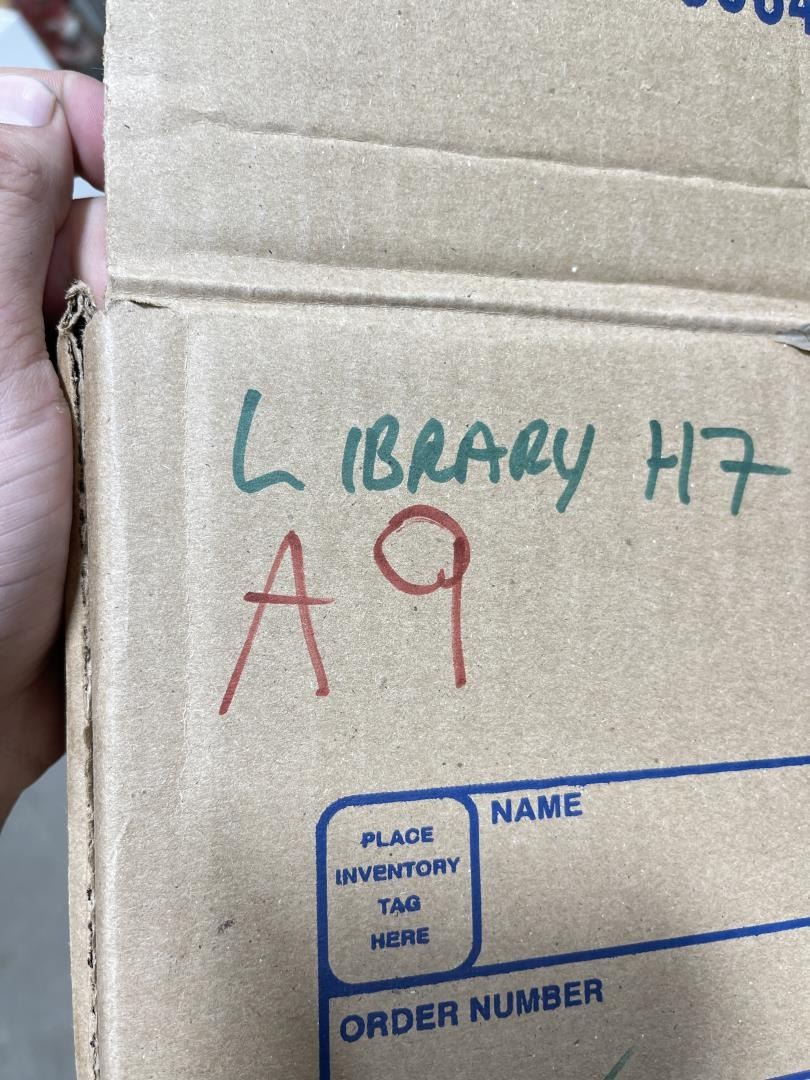 LIBRARY H7
A9
NAME
PLACE
INVENTORY
TAG
HERE
ORDER NUMBER